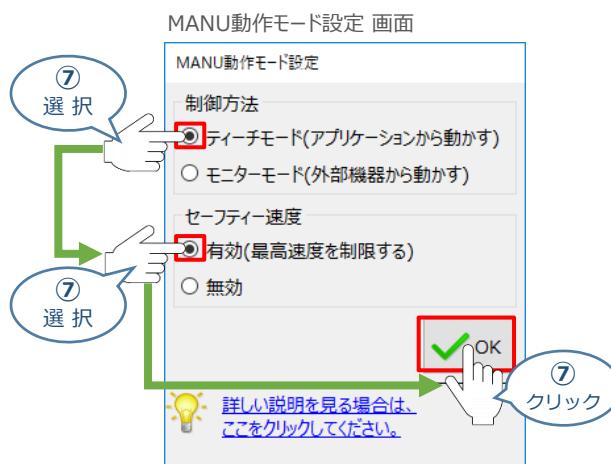 MANU動作モード設定 画面
MANU動作モード設定
⑦
選 択
制御方法
ティーチモード(アプリケーションから動かす)
モニターモード(外部機器から動かす)
セーフティー速度
有効(最高速度を制限する)
⑦
選 択
無効
OK
⑦
クリック
詳しい説明を見る場合は、
ここをクリックしてください。